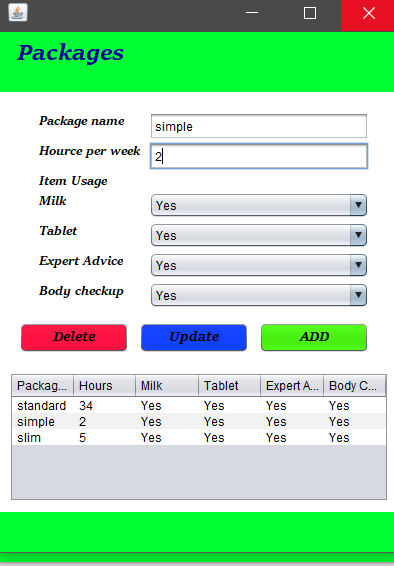 Packages
Package name simple
Hource per week 2
Item Usage
Milk Yes
Tablet Yes
Expert Advice Yes
Body checkup Yes
Delete Update ADD
Packag... Hours Milk Tablet Expert A... Body C...
standard 34 Yes Yes Yes Yes
simple 2 Yes Yes Yes Yes
slim 5 Yes Yes Yes Yes